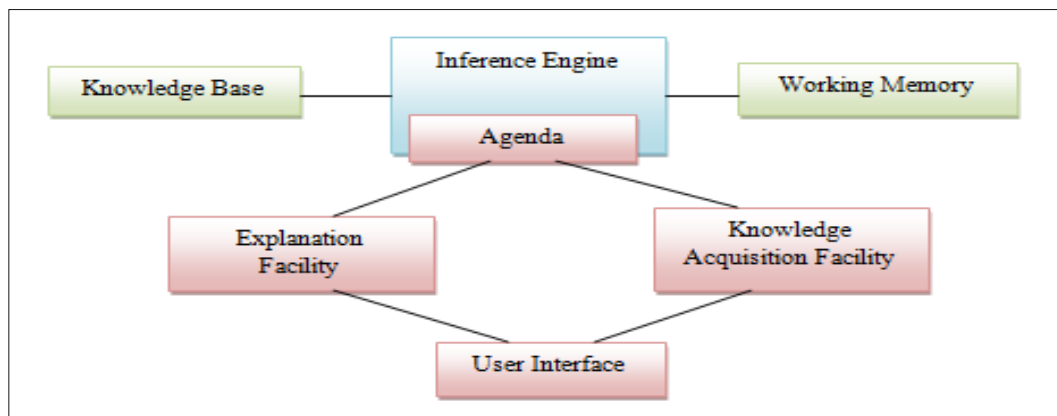 Inference Engine
Knowledge Base
Working Memory
Agenda
Explanation
Facility
Knowledge
Acquisition Facility
User Interface